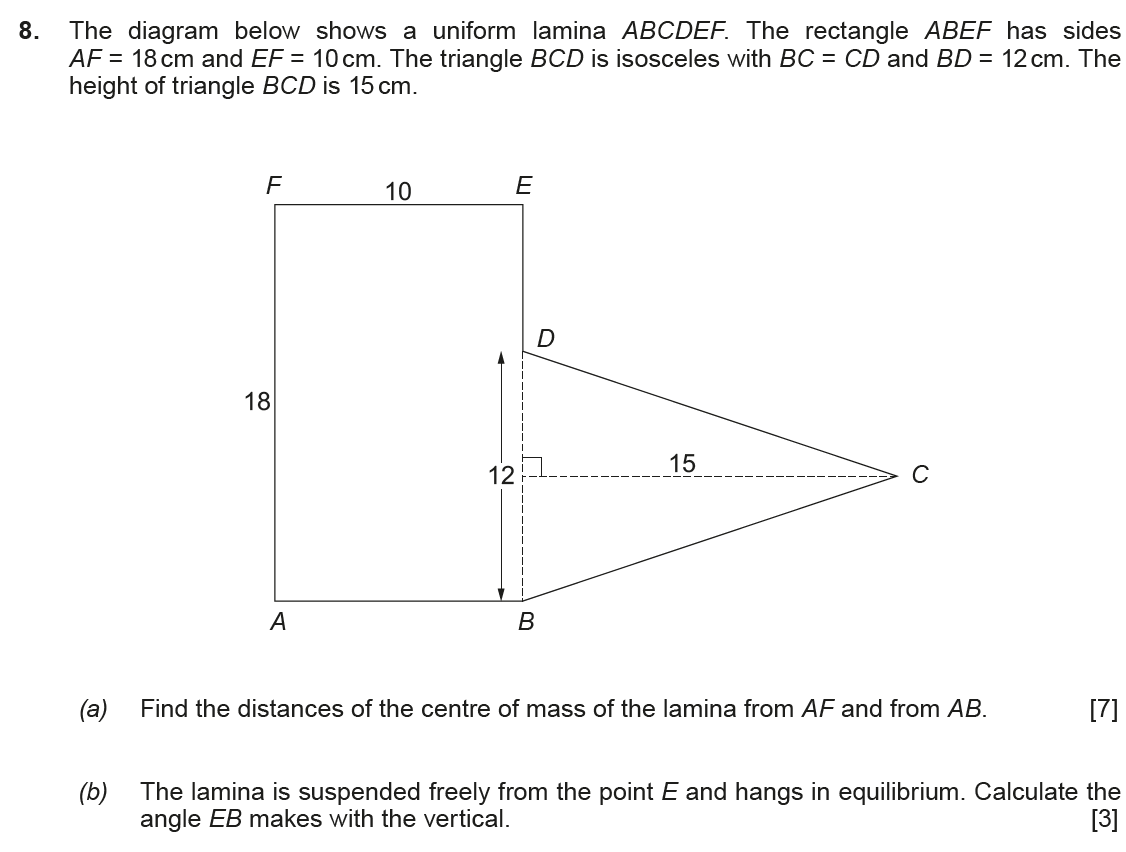 8. The diagram below shows a uniform lamina ABCDEF. The rectangle ABEF has sides
AF = 18 cm and EF = 10 cm. The triangle BCD is isosceles with BC = CD and BD = 12 cm. The
height of triangle BCD is 15 cm.
F
10
E
D
18
15
12
C
A
B
(a) Find the distances of the centre of mass of the lamina from AF and from AB. [7]
(b) The lamina is suspended freely from the point E and hangs in equilibrium. Calculate the
angle EB makes with the vertical. [3]